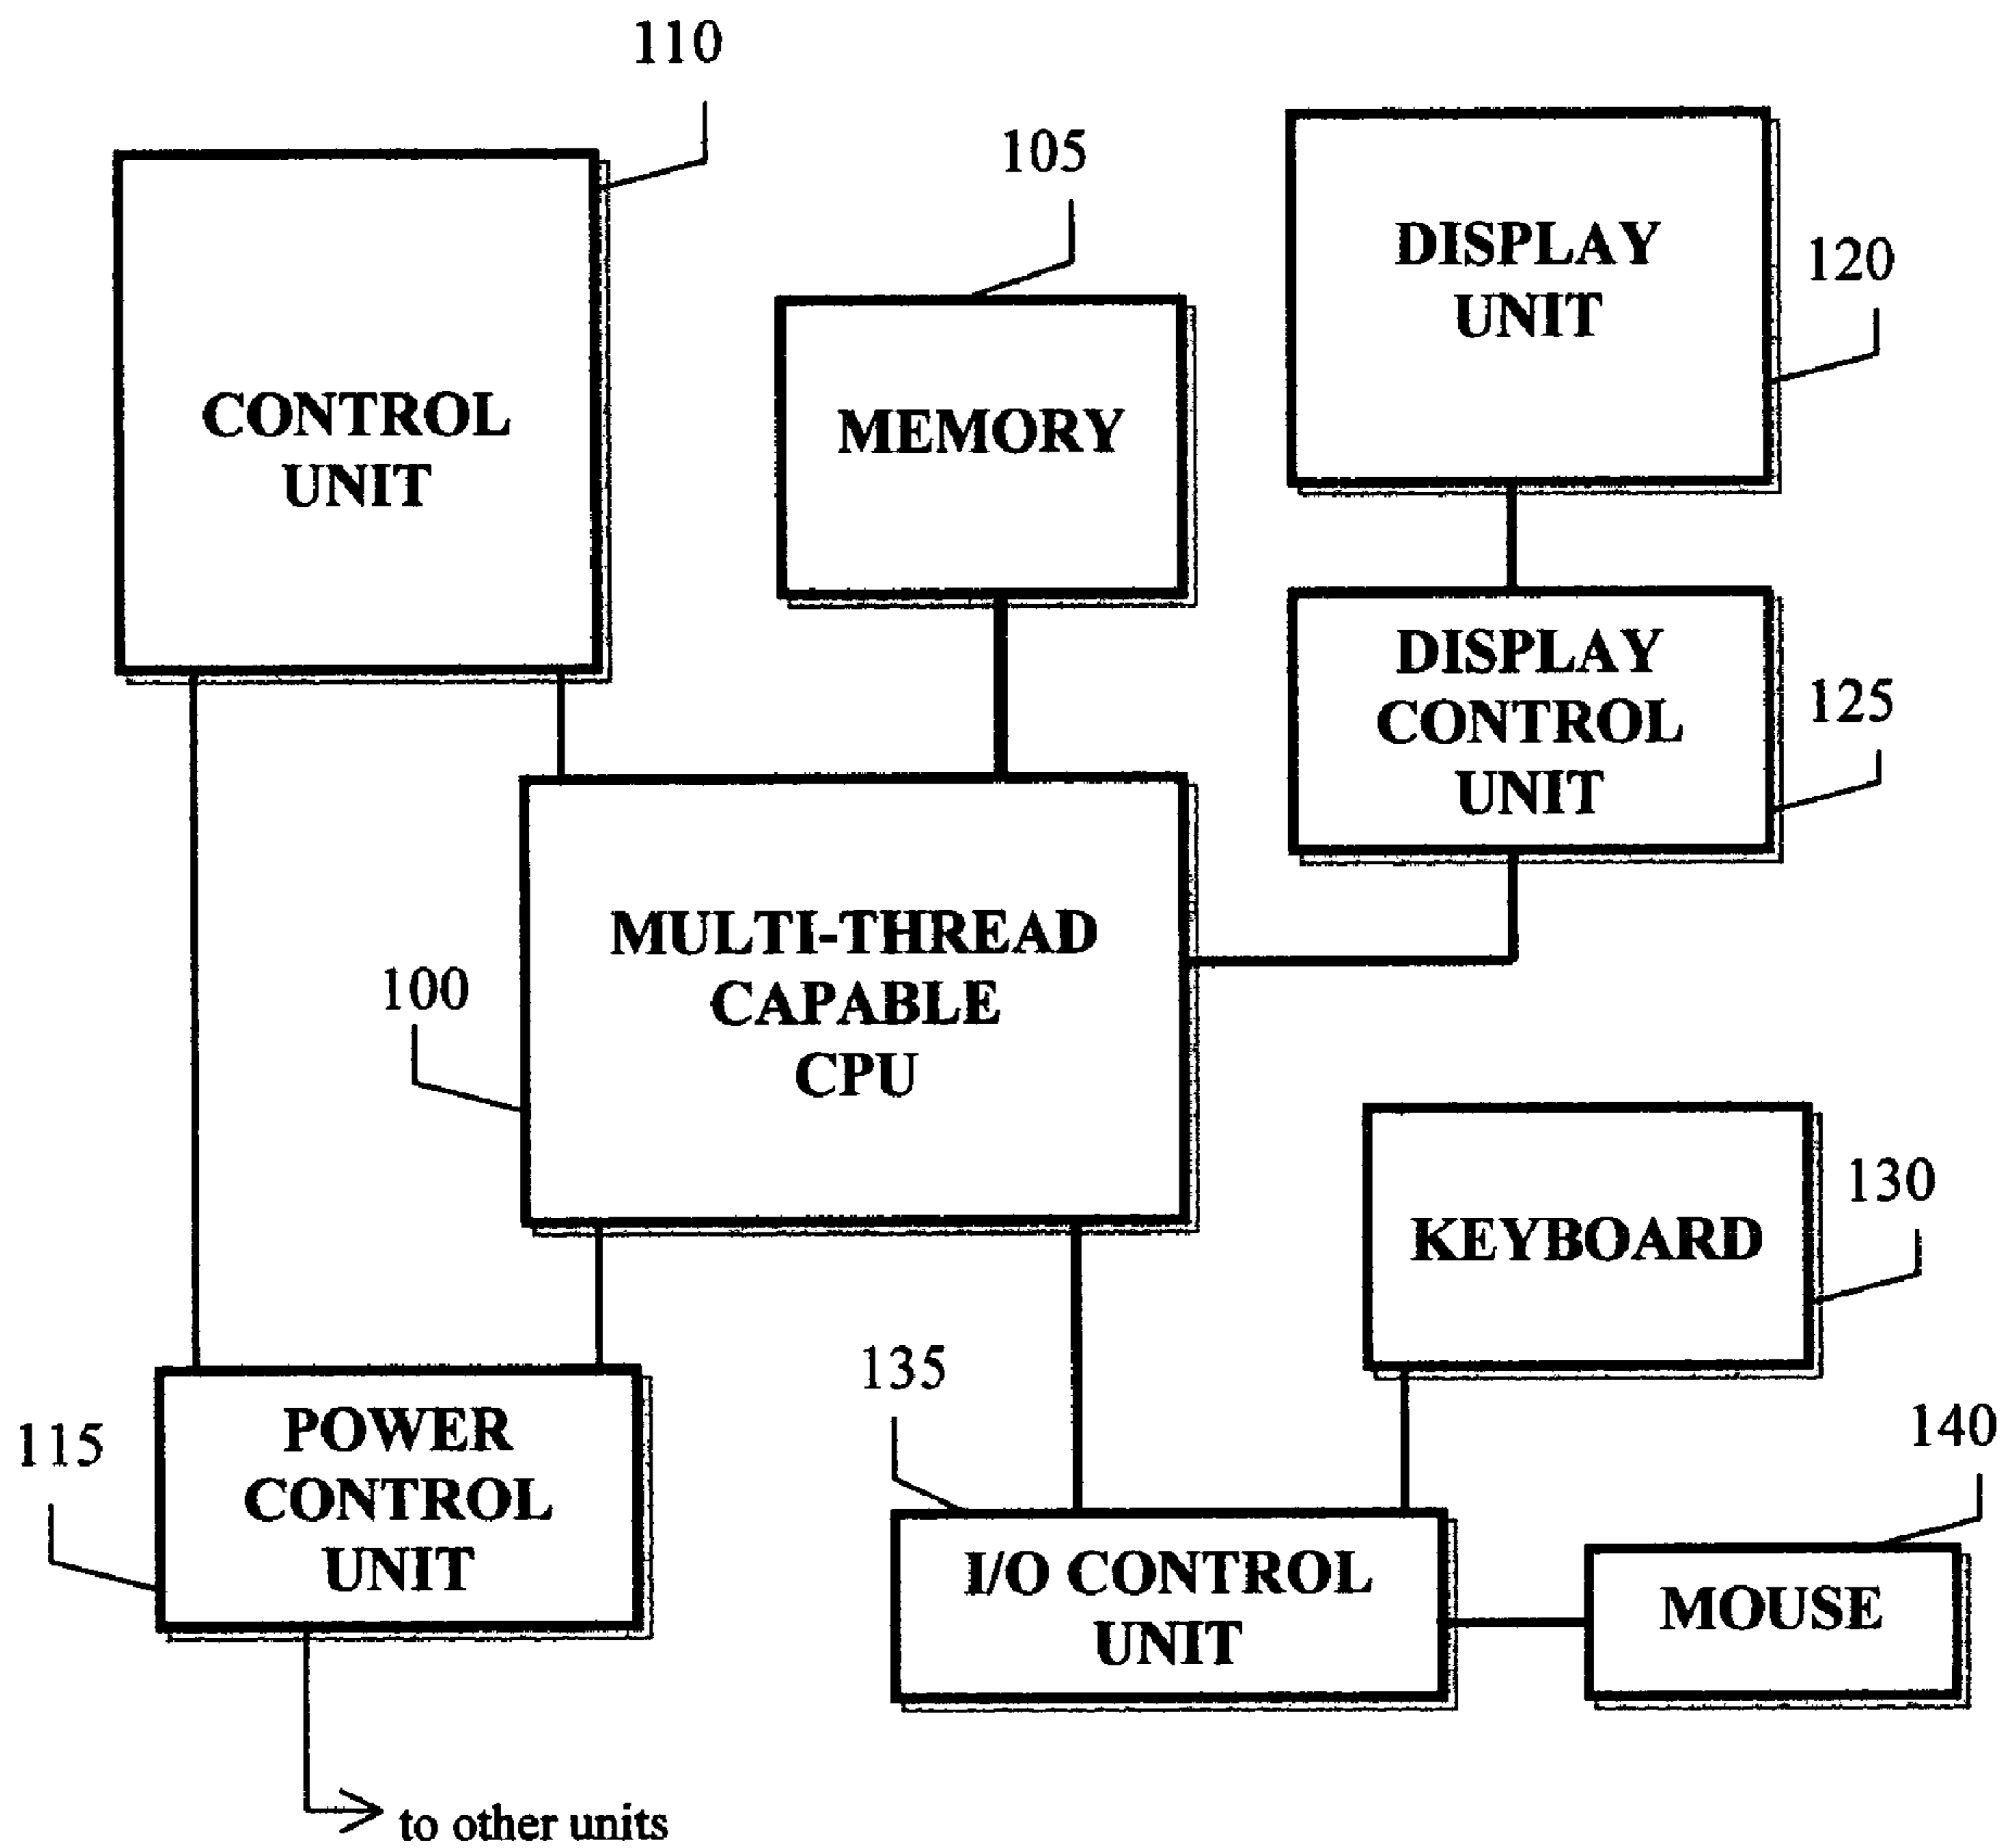 110
105
DISPLAY
UNIT
120
CONTROL
UNIT
MEMORY
DISPLAY
CONTROL
UNIT
125
MULTI-THREAD
CAPABLE
CPU
100
KEYBOARD
130
135
POWER
CONTROL
UNIT
115
140
I/O CONTROL
UNIT
MOUSE
to other units